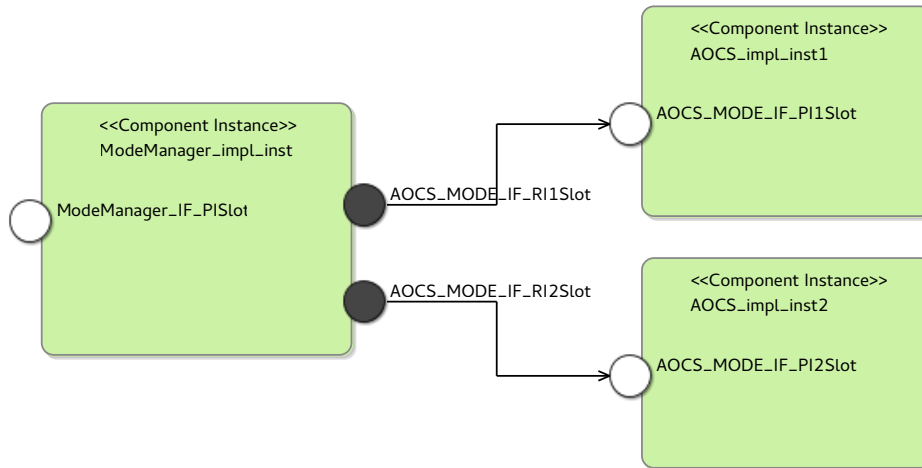 <<Component Instance>>
ModeManager_impl_inst
ModeManager_IF_PISlot
AOCS_MODE_IF_RI1Slot
AOCS_MODE_IF_RI2Slot
<<Component Instance>>
AOCS_impl_inst1
AOCS_MODE_IF_PI1Slot
<<Component Instance>>
AOCS_impl_inst2
AOCS_MODE_IF_PI2Slot